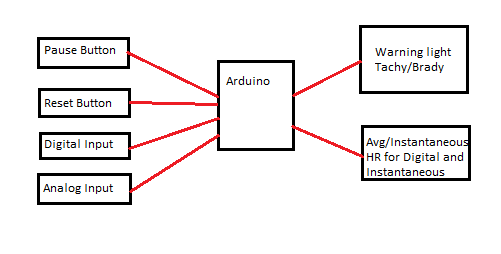 Pause Button
Reset Button
Digital Input
Analog Input
Arduino
Warning light
Tachy/Brady
Avg/Instantaneous
HR for Digital and
Instantaneous